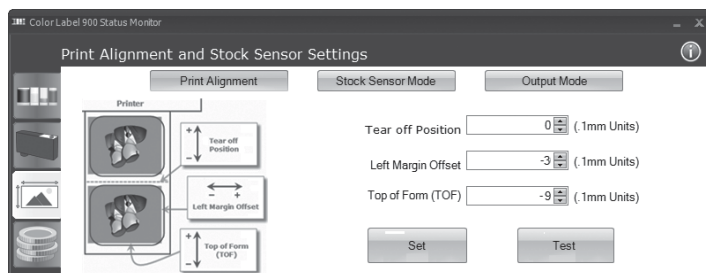 Color Label 900 Status Monitor
Print Alignment and Stock Sensor Settings
Print Alignment
Stock Sensor Mode
Output Mode
Printer
Tear off
Position
Left Margin Offset
Top of Form
(TOF)
Tear off Position 0 (.1mm Units)
Left Margin Offset -3 (.1mm Units)
Top of Form (TOF) -9 (.1mm Units)
Set
Test